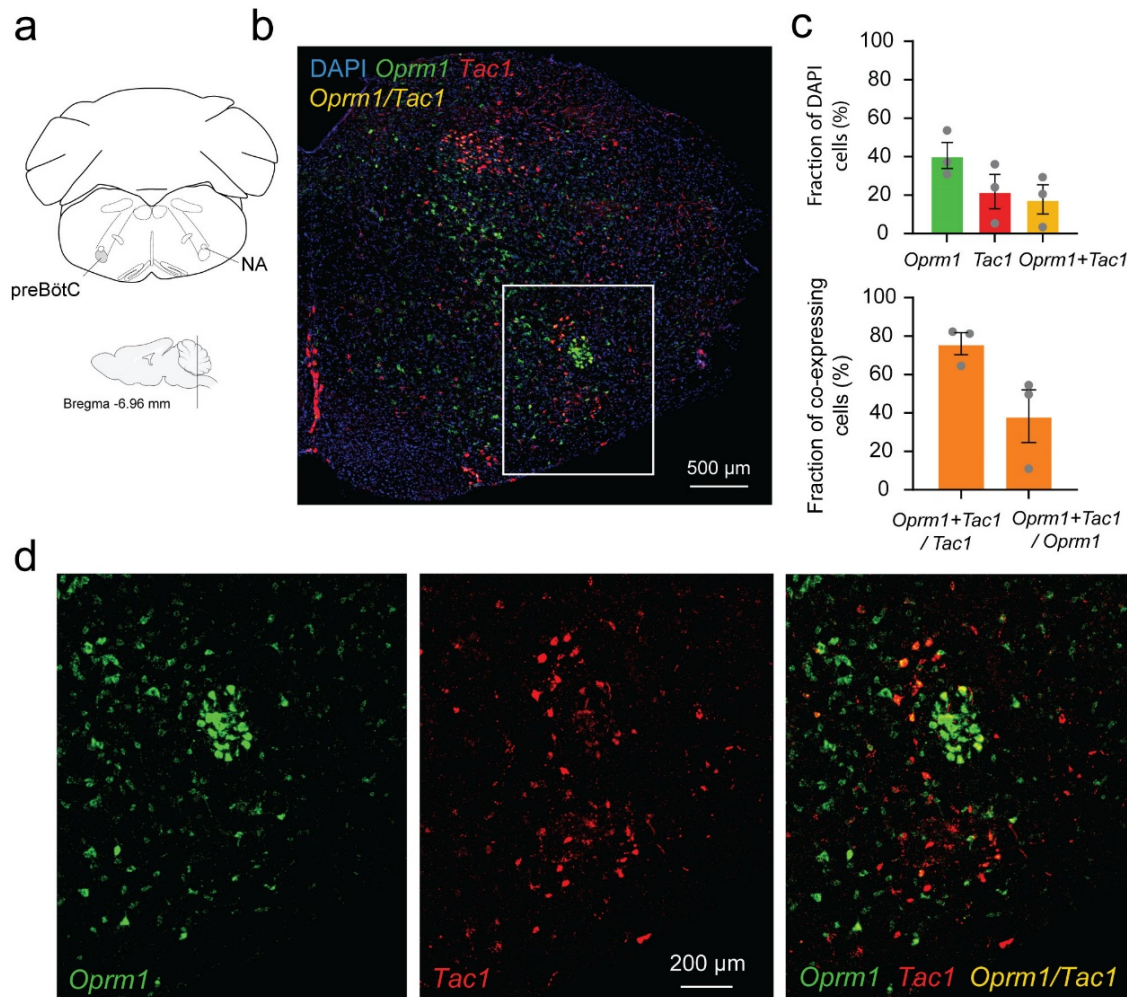 a
preBötC
NA
Bregma -6.96 mm
b
DAPI Oprm1 Tac1
Oprm1/Tac1
500 µm
c
Fraction of DAPI
cells (%)
100
80
60
40
20
0
Oprm1 Tac1 Oprm1+Tac1
Fraction of co-expressing
cells (%)
100
80
60
40
20
0
Oprm1+Tac1
/ Tac1
Oprm1+Tac1
/ Oprm1
d
Oprm1
Tac1
200 µm
Oprm1 Tac1 Oprm1/Tac1